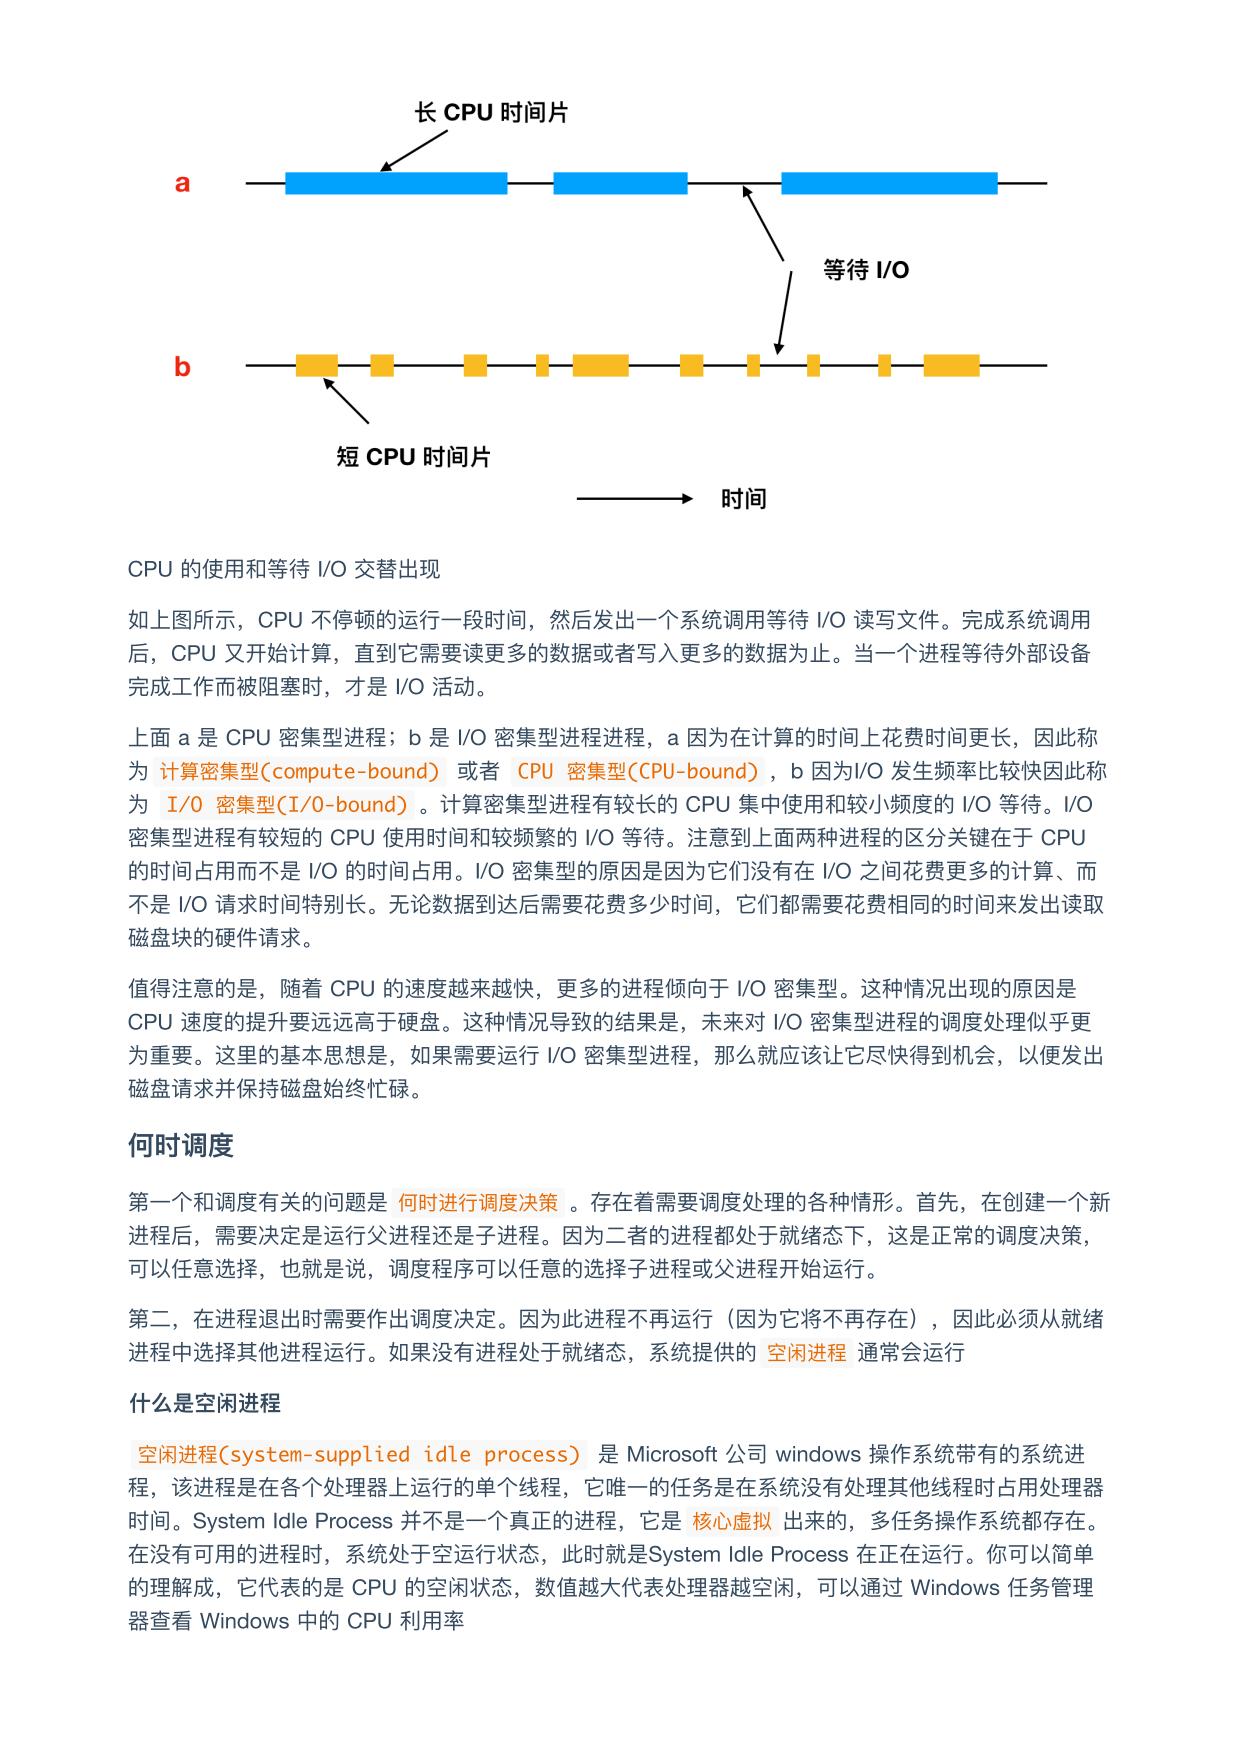 长 CPU 时间片
a
等待 I/O
b
短 CPU 时间片
时间
CPU 的使用和等待 I/O 交替出现
如上图所示，CPU 不停顿的运行一段时间，然后发出一个系统调用等待 I/O 读写文件。完成系统调用
后，CPU 又开始计算，直到它需要读更多的数据或者写入更多的数据为止。当一个进程等待外部设备
完成工作而被阻塞时，才是 I/O 活动。
上面 a 是 CPU 密集型进程；b 是 I/O 密集型进程进程，a 因为在计算的时间上花费时间更长，因此称
为 计算密集型(compute-bound) 或者 CPU 密集型(CPU-bound) ，b 因为I/O 发生频率比较快因此称
为 I/O 密集型(I/O-bound) 。计算密集型进程有较长的 CPU 集中使用和较小频度的 I/O 等待。I/O
密集型进程有较短的 CPU 使用时间和较频繁的 I/O 等待。注意到上面两种进程的区分关键在于 CPU
的时间占用而不是 I/O 的时间占用。I/O 密集型的原因是因为它们没有在 I/O 之间花费更多的计算、而
不是 I/O 请求时间特别长。无论数据到达后需要花费多少时间，它们都需要花费相同的时间来发出读取
磁盘块的硬件请求。
值得注意的是，随着 CPU 的速度越来越快，更多的进程倾向于 I/O 密集型。这种情况出现的原因是
CPU 速度的提升要远远高于硬盘。这种情况导致的结果是，未来对 I/O 密集型进程的调度处理似乎更
为重要。这里的基本思想是，如果需要运行 I/O 密集型进程，那么就应该让它尽快得到机会，以便发出
磁盘请求并保持磁盘始终忙碌。
何时调度
第一个和调度有关的问题是 何时进行调度决策 。存在着需要调度处理的各种情形。首先，在创建一个新
进程后，需要决定是运行父进程还是子进程。因为二者的进程都处于就绪态下，这是正常的调度决策，
可以任意选择，也就是说，调度程序可以任意的选择子进程或父进程开始运行。
第二，在进程退出时需要作出调度决定。因为此进程不再运行（因为它将不再存在），因此必须从就绪
进程中选择其他进程运行。如果没有进程处于就绪态，系统提供的 空闲进程 通常会运行
什么是空闲进程
空闲进程(system-supplied idle process) 是 Microsoft 公司 windows 操作系统带有的系统进
程，该进程是在各个处理器上运行的单个线程，它唯一的任务是在系统没有处理其他线程时占用处理器
时间。System Idle Process 并不是一个真正的进程，它是 核心虚拟 出来的，多任务操作系统都存在。
在没有可用的进程时，系统处于空运行状态，此时就是System Idle Process 在正在运行。你可以简单
的理解成，它代表的是 CPU 的空闲状态，数值越大代表处理器越空闲，可以通过 Windows 任务管理
器查看 Windows 中的 CPU 利用率